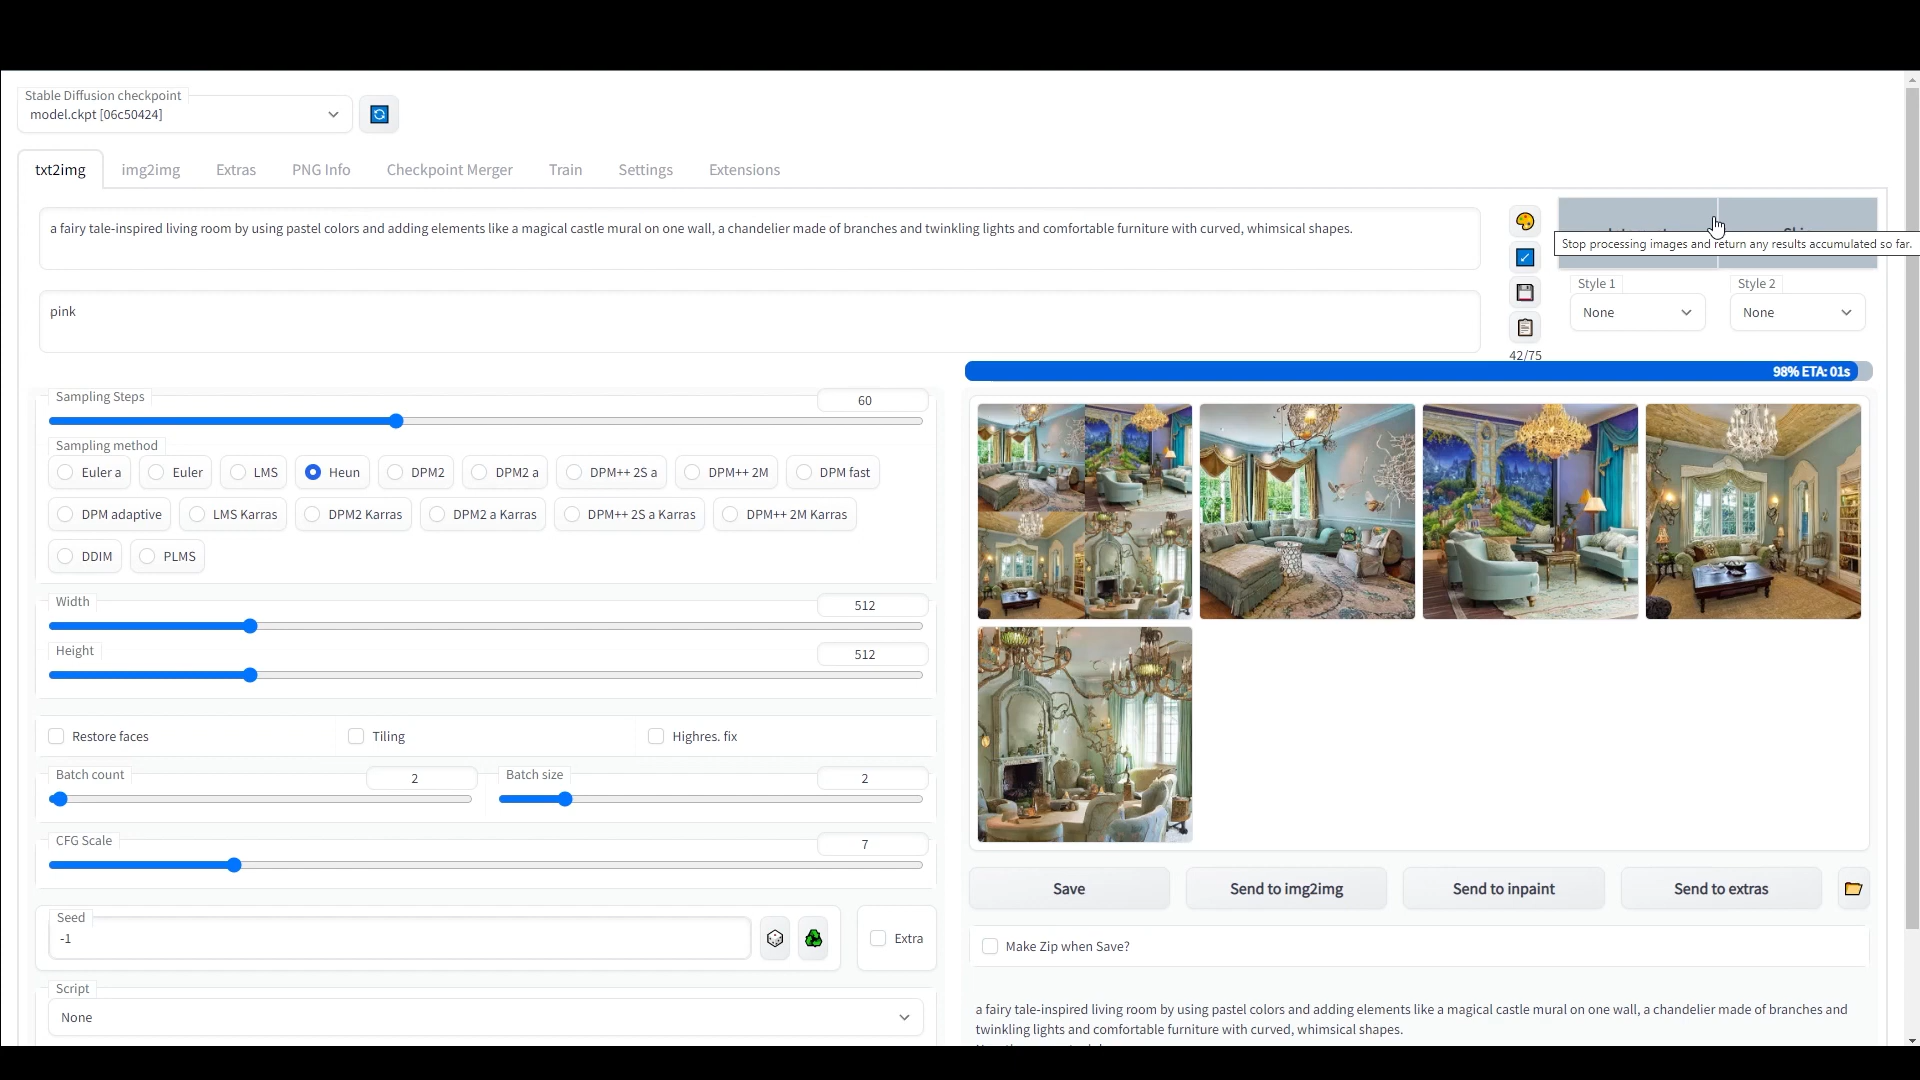 Stable Diffusion checkpoint
model.ckpt [06c50424]
txt2img
img2img
Extras
PNG Info
Checkpoint Merger
Train
Settings
Extensions
a fairy tale-inspired living room by using pastel colors and adding elements like a magical castle mural on one wall, a chandelier made of branches and twinkling lights and comfortable furniture with curved, whimsical shapes.
Stop processing images and return any results accumulated so far.
pink
Style 1
None
Style 2
None
42/75
98% ETA: 01s
Sampling Steps
60
Sampling method
Euler a
Euler
LMS
Heun
DPM2
DPM2 a
DPM++ 2S a
DPM++ 2M
DPM fast
DPM adaptive
LMS Karras
DPM2 Karras
DPM2 a Karras
DPM++ 2S a Karras
DPM++ 2M Karras
DDIM
PLMS
Width
512
Height
512
Restore faces
Tiling
Highres. fix
Batch count
2
Batch size
2
CFG Scale
7
Seed
-1
Extra
Script
None
Save
Send to img2img
Send to inpaint
Send to extras
Make Zip when Save?
a fairy tale-inspired living room by using pastel colors and adding elements like a magical castle mural on one wall, a chandelier made of branches and
twinkling lights and comfortable furniture with curved, whimsical shapes.